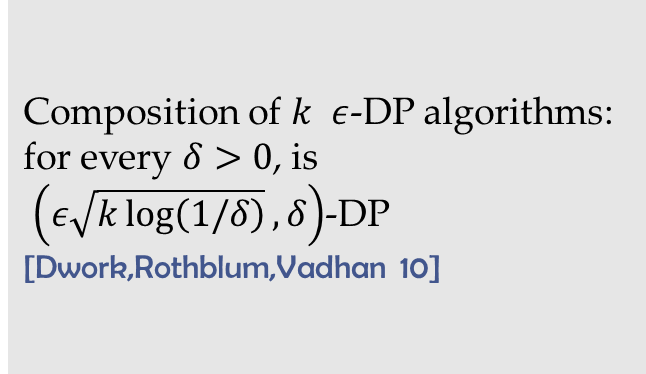 Composition of k ϵ-DP algorithms:
for every δ > 0, is
(ϵ√(k log(1/δ)), δ)-DP
[Dwork,Rothblum,Vadhan 10]